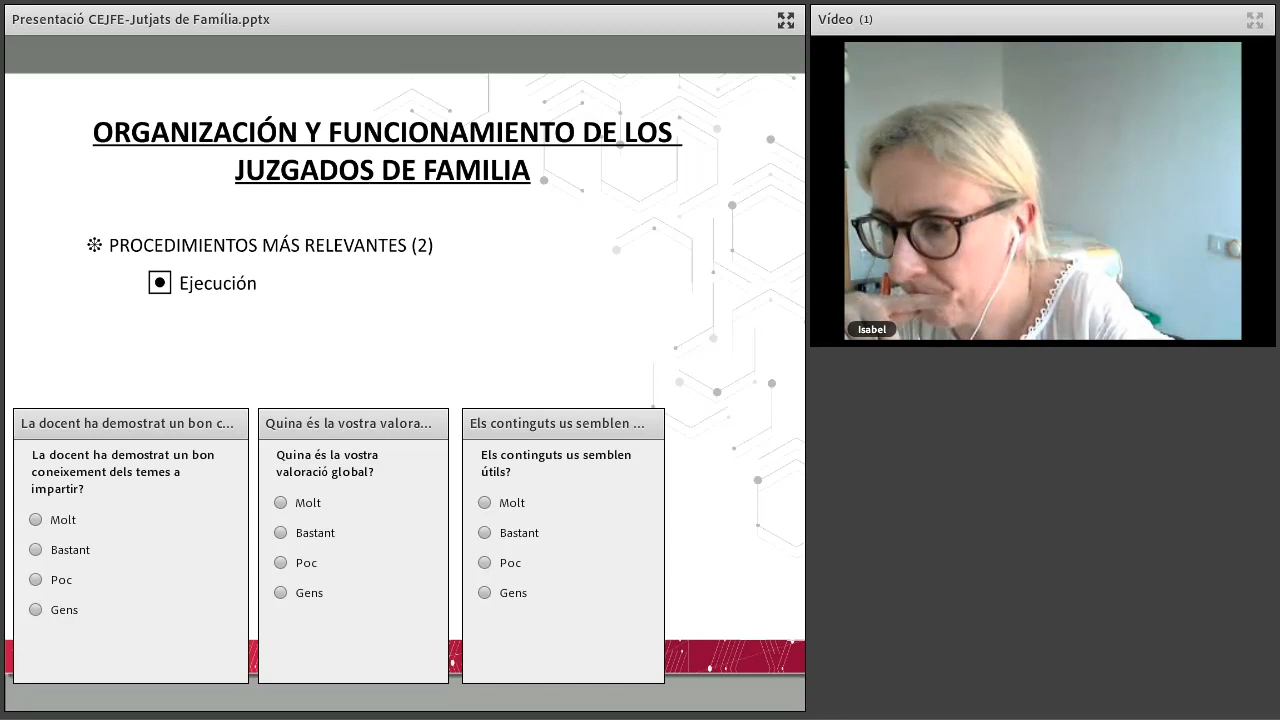 Presentació CEJFE-Jutjats de Família.pptx
ORGANIZACIÓN Y FUNCIONAMIENTO DE LOS
JUZGADOS DE FAMILIA
❊ PROCEDIMIENTOS MÁS RELEVANTES (2)
Ejecución
La docent ha demostrat un bon c...
La docent ha demostrat un bon
coneixement dels temes a
impartir?
Molt
Bastant
Poc
Gens
Quina és la vostra valora...
Quina és la vostra
valoració global?
Molt
Bastant
Poc
Gens
Els continguts us semblen ...
Els continguts us semblen
útils?
Molt
Bastant
Poc
Gens
Vídeo (1)
Isabel